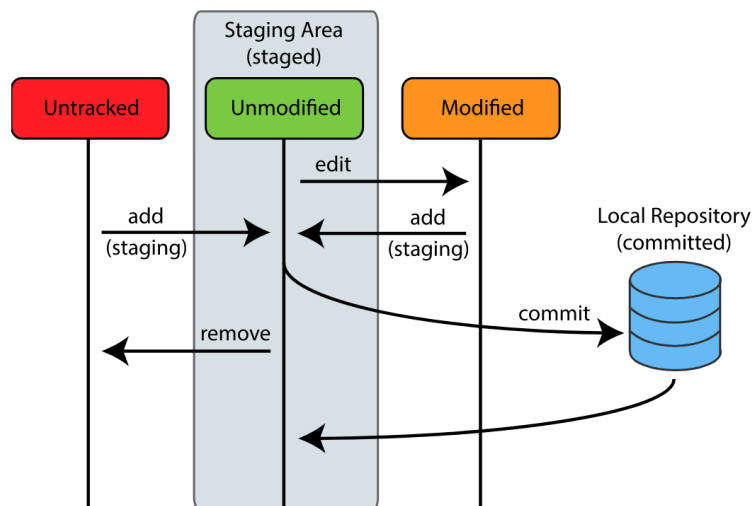 Staging Area
(staged)
Untracked
Unmodified
Modified
edit
add
(staging)
add
(staging)
Local Repository
(committed)
commit
remove